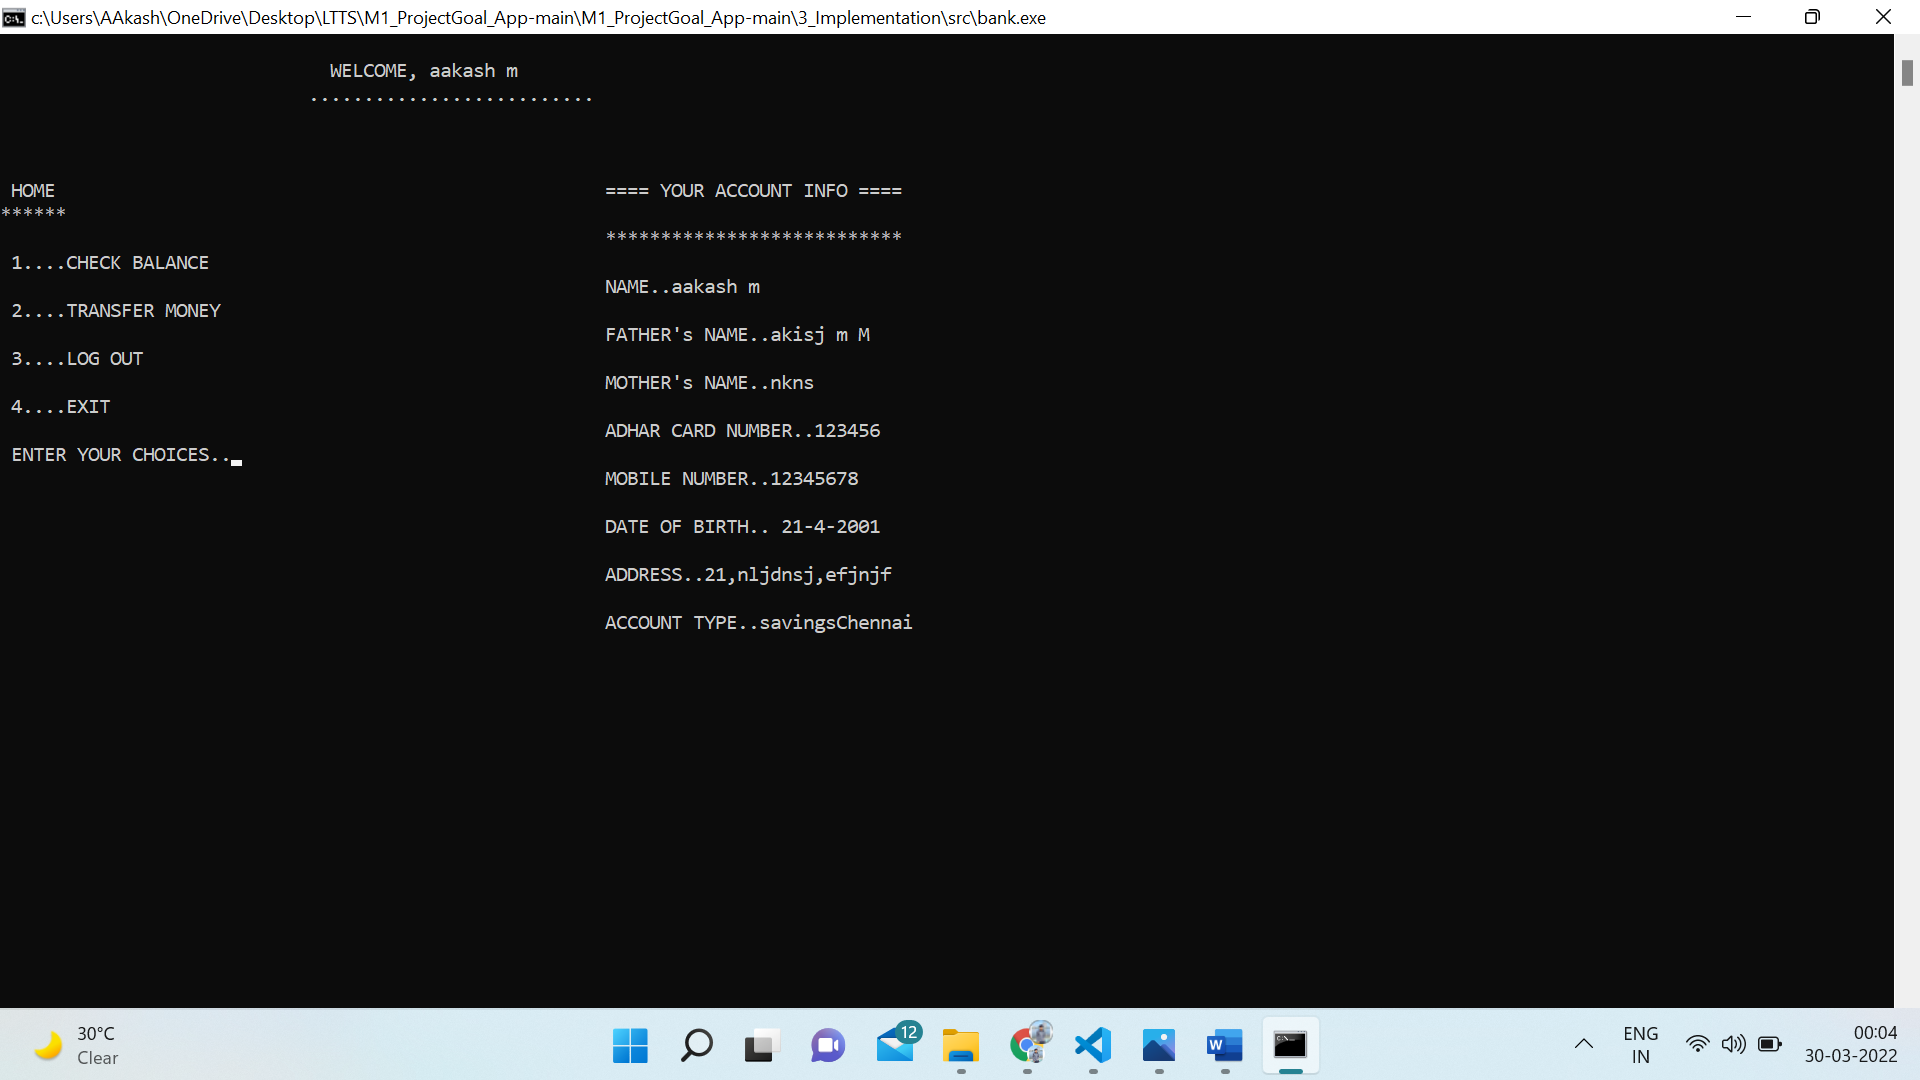 c:\Users\AAkash\OneDrive\Desktop\LTTS\M1_ProjectGoal_App-main\M1_ProjectGoal_App-main\3_Implementation\src\bank.exe
WELCOME, aakash m
..........................
HOME
******
1....CHECK BALANCE
2....TRANSFER MONEY
3....LOG OUT
4....EXIT
ENTER YOUR CHOICES..
==== YOUR ACCOUNT INFO ====
***************************
NAME..aakash m
FATHER's NAME..akisj m M
MOTHER's NAME..nkns
ADHAR CARD NUMBER..123456
MOBILE NUMBER..12345678
DATE OF BIRTH.. 21-4-2001
ADDRESS..21,nljdnsj,efjnjf
ACCOUNT TYPE..savingsChennai
30°C
Clear
12
ENG
IN
00:04
30-03-2022